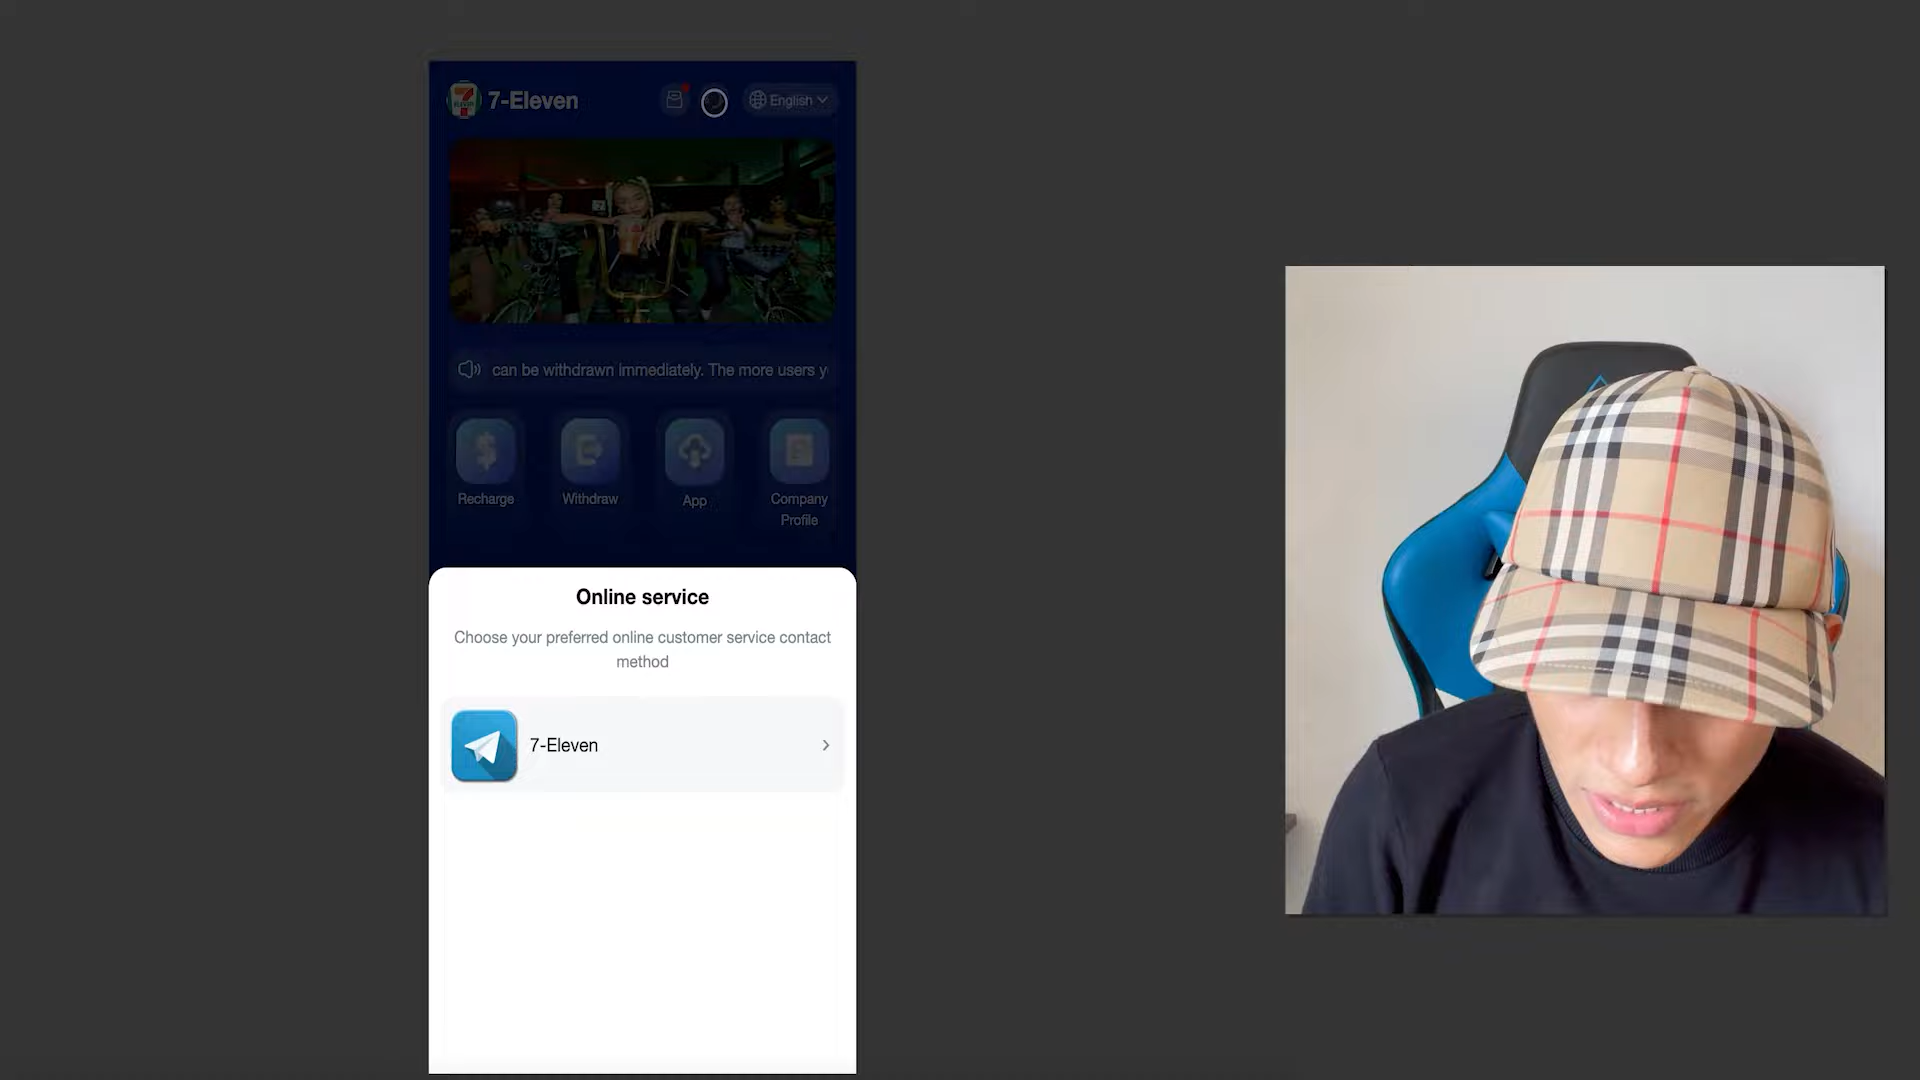 7-Eleven
English
can be withdrawn immediately. The more users y
Recharge
Withdraw
App
Company
Profile
Online service
Choose your preferred online customer service contact
method
7-Eleven